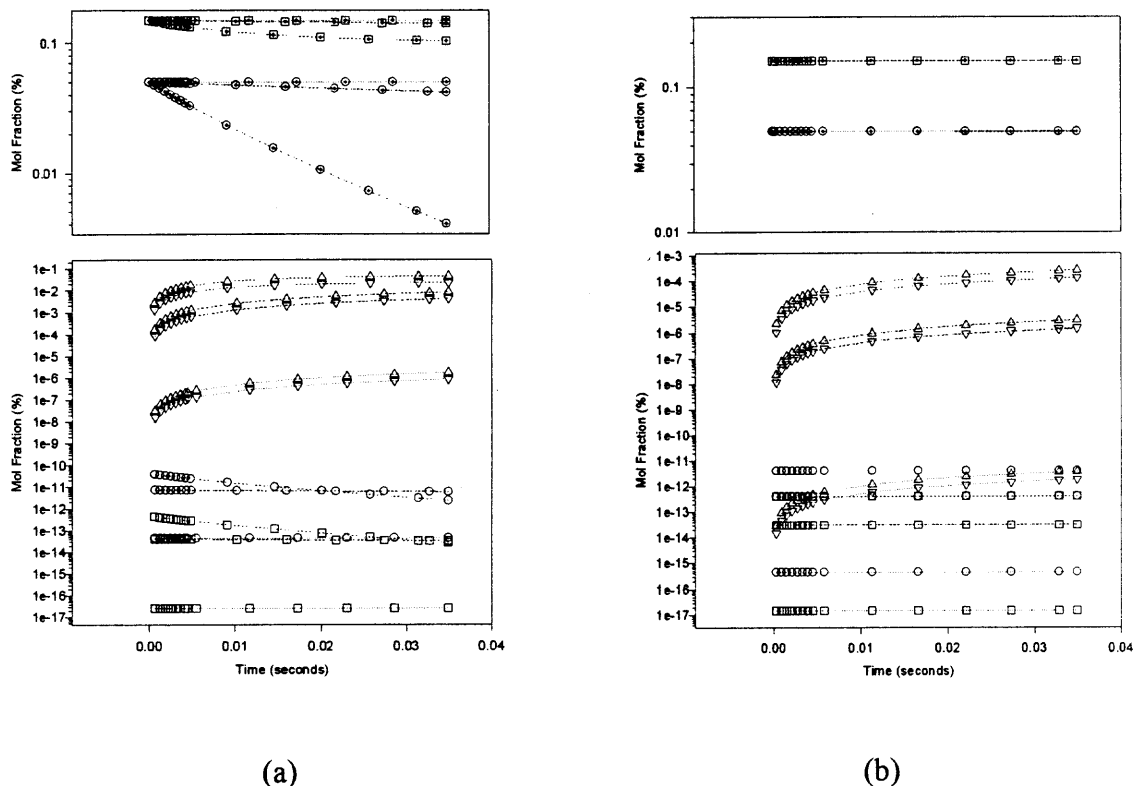 Mol Fraction (%)
0.1
0.01
Mol Fraction (%)
1e-1
1e-2
1e-3
1e-4
1e-5
1e-6
1e-7
1e-8
1e-9
1e-10
1e-11
1e-12
1e-13
1e-14
1e-15
1e-16
1e-17
0.00 0.01 0.02 0.03 0.04
Time (seconds)
(a)
Mol Fraction (%)
0.1
0.01
Mol Fraction (%)
1e-3
1e-4
1e-5
1e-6
1e-7
1e-8
1e-9
1e-10
1e-11
1e-12
1e-13
1e-14
1e-15
1e-16
1e-17
0.00 0.01 0.02 0.03 0.04
Time (seconds)
(b)